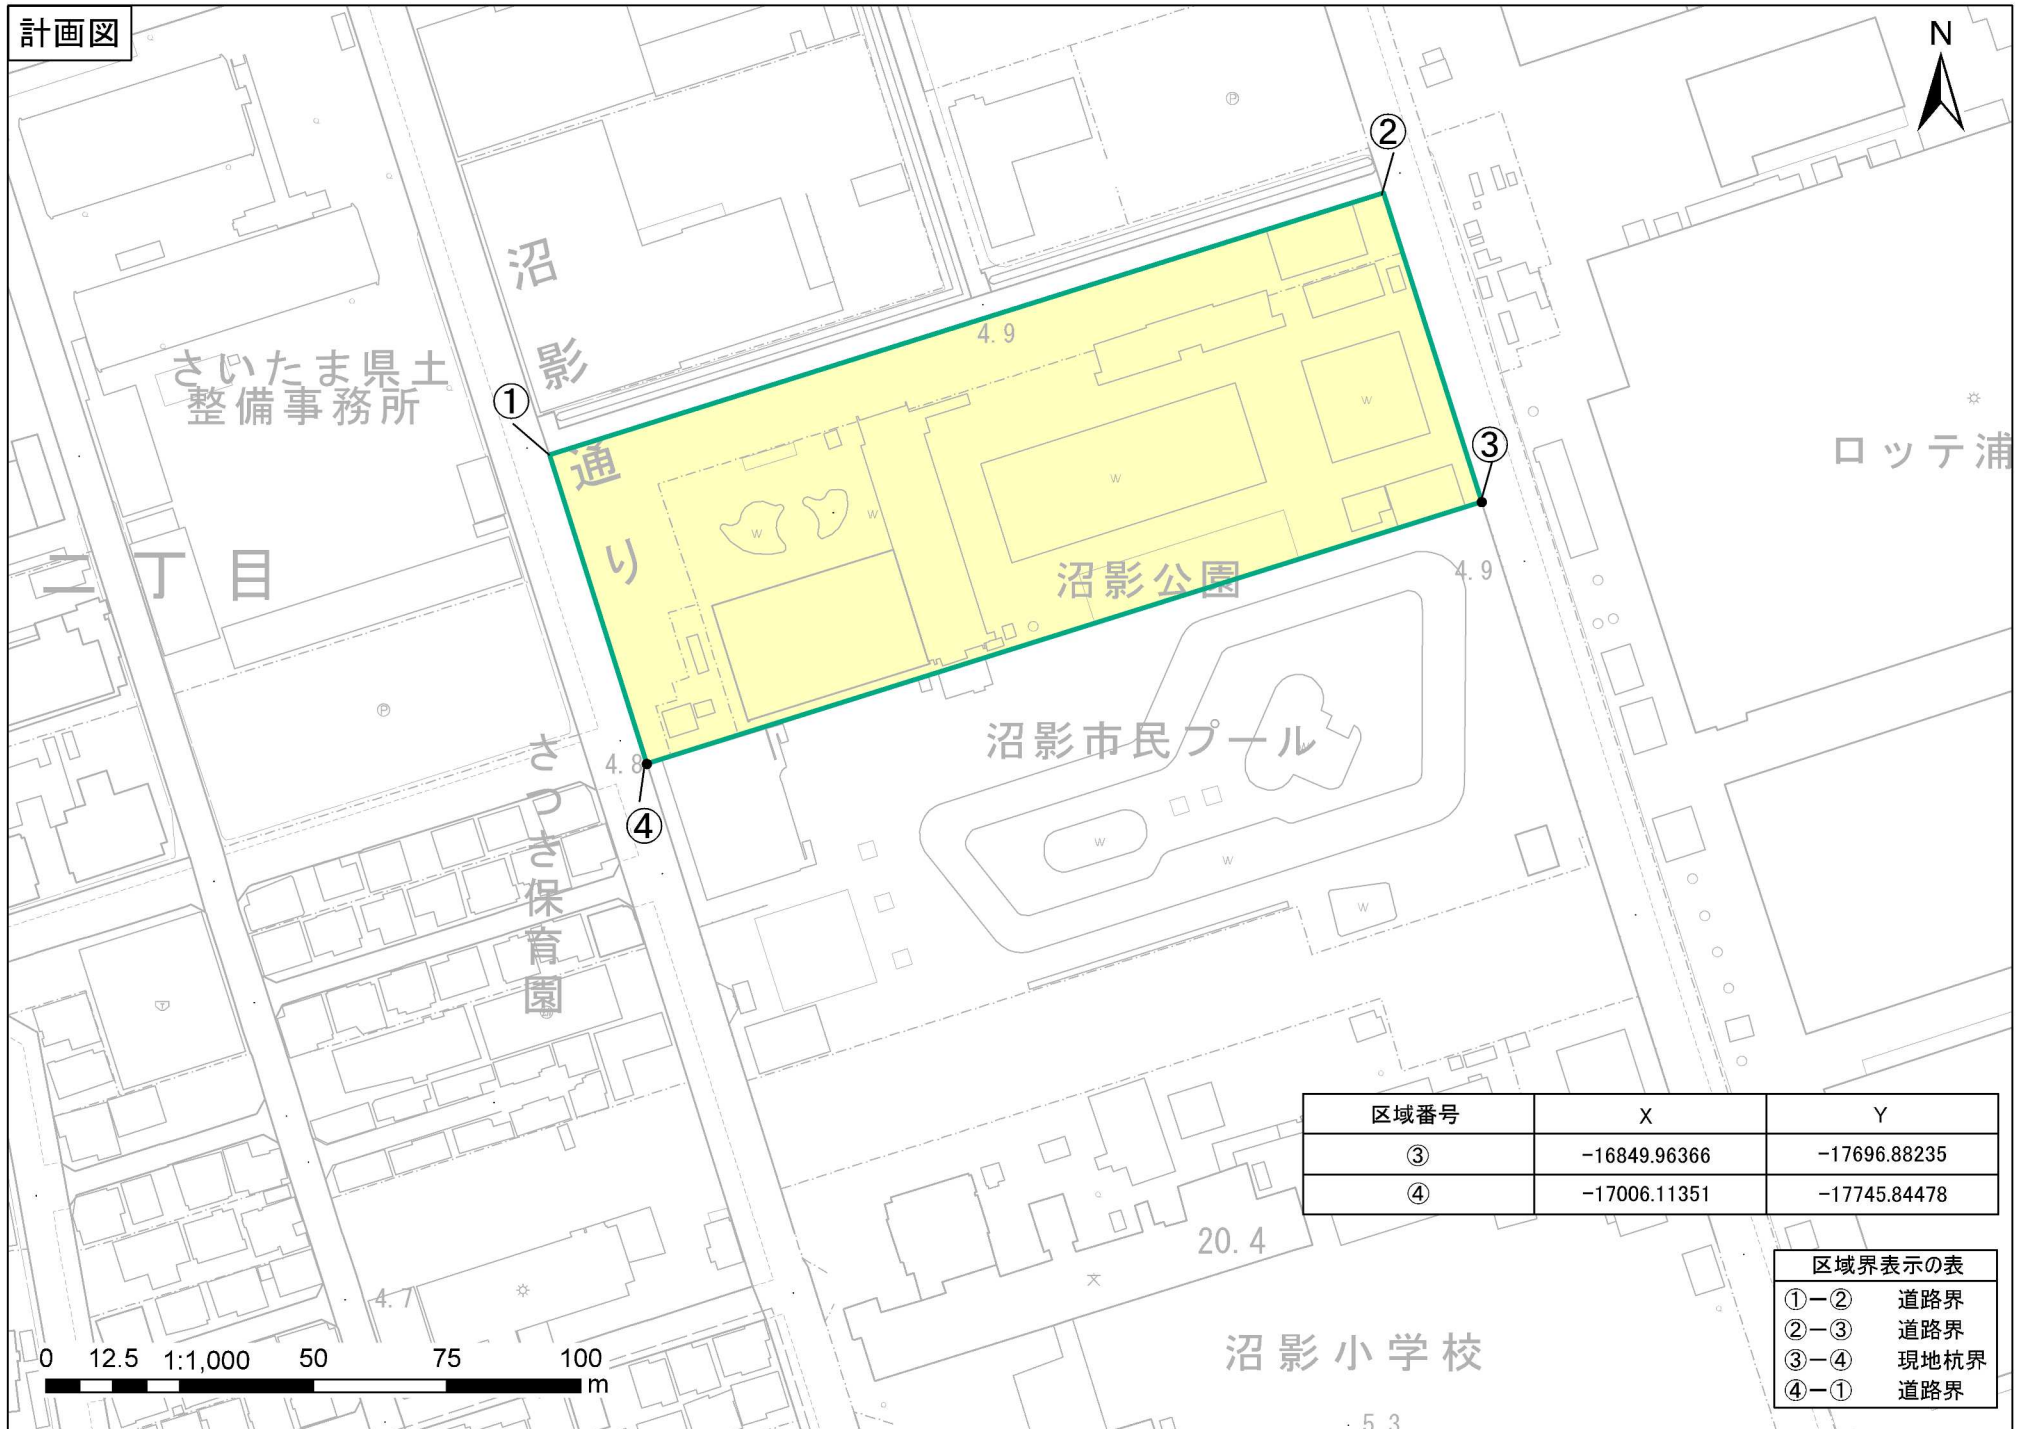 計画図
N
②
沼影通り
①
4.9
さいたま県土
整備事務所
③
ロッテ浦
二丁目
沼影公園
4.9
沼影市民プール
4.8
④
さつき保育園
区域番号 X Y
③ -16849.96366 -17696.88235
④ -17006.11351 -17745.84478
20.4
区域界表示の表
①-② 道路界
②-③ 道路界
③-④ 現地杭界
④-① 道路界
4.7
沼影小学校
0 12.5 1:1,000 50 75 100
m
5.3